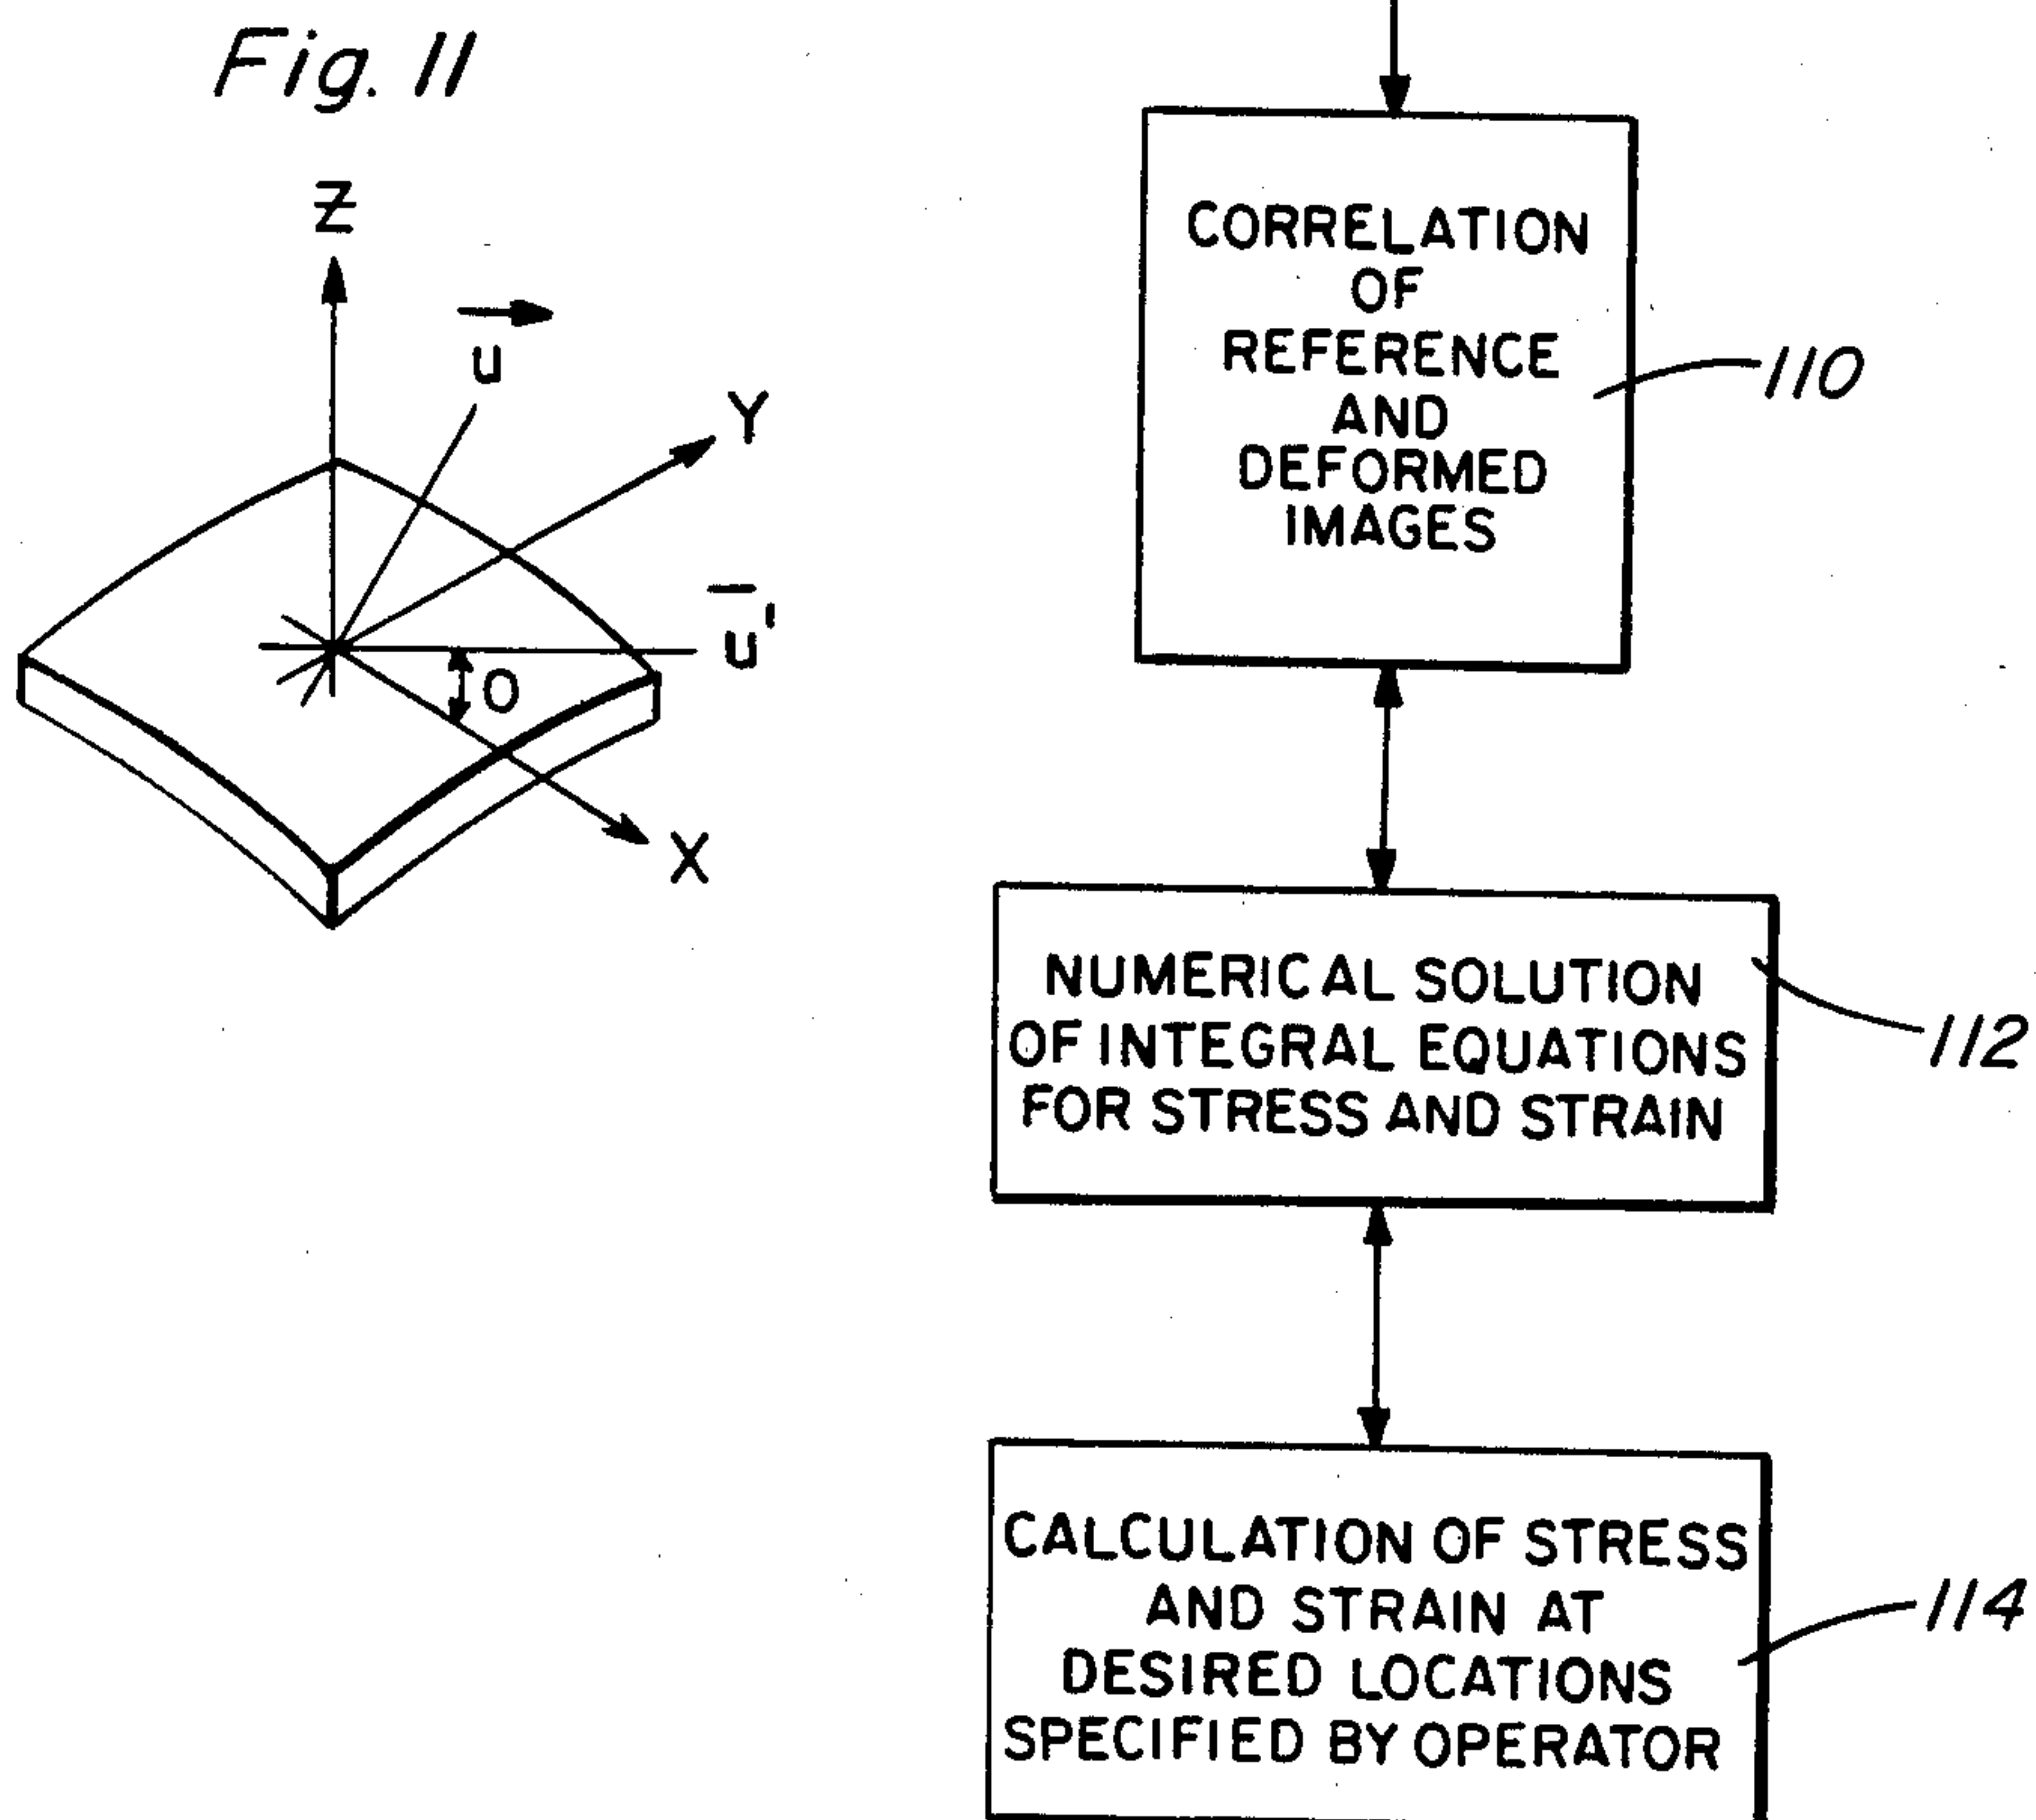 Fig. 11
Z
u
Y
u'
O
X
CORRELATION
OF
REFERENCE
AND
DEFORMED
IMAGES
110
NUMERICAL SOLUTION
OF INTEGRAL EQUATIONS
FOR STRESS AND STRAIN
112
CALCULATION OF STRESS
AND STRAIN AT
DESIRED LOCATIONS
SPECIFIED BY OPERATOR
114